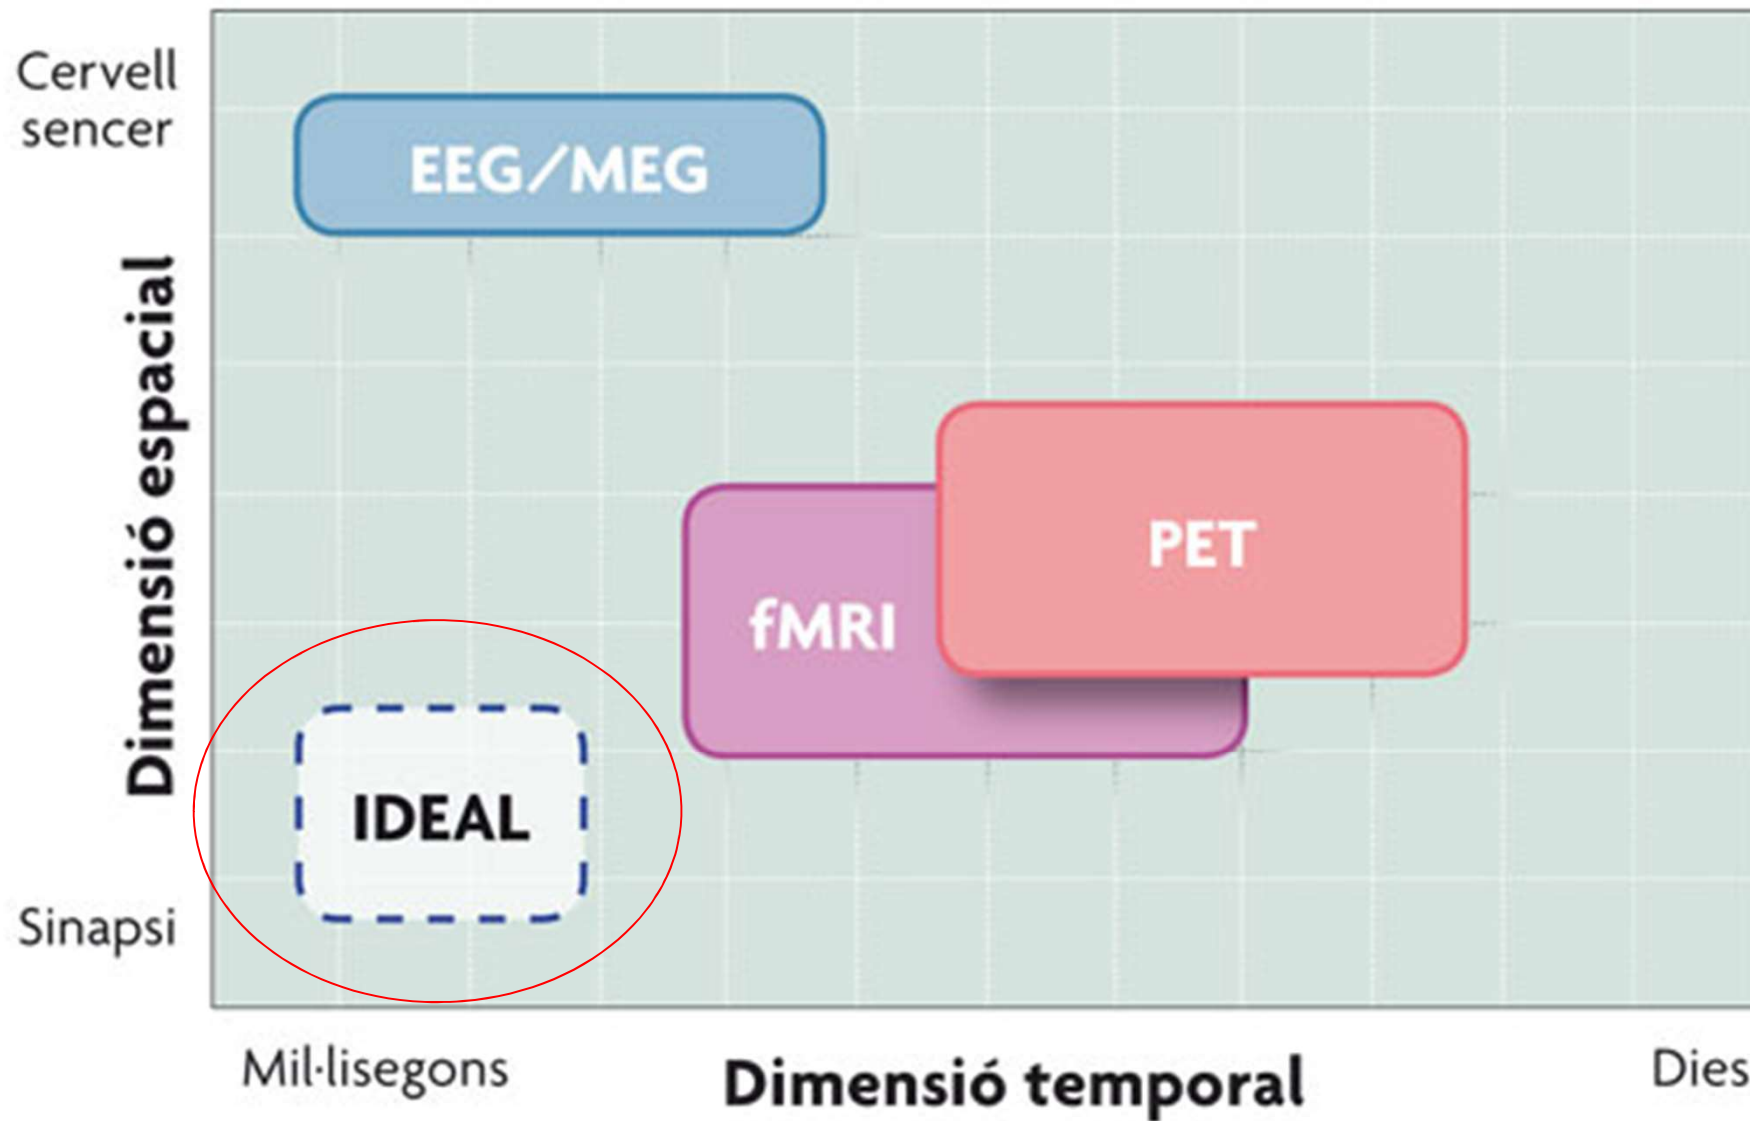 Cervell
sencer
EEG/MEG
Dimensió espacial
PET
fMRI
IDEAL
Sinapsi
Mil·lisegons
Dimensió temporal
Dies